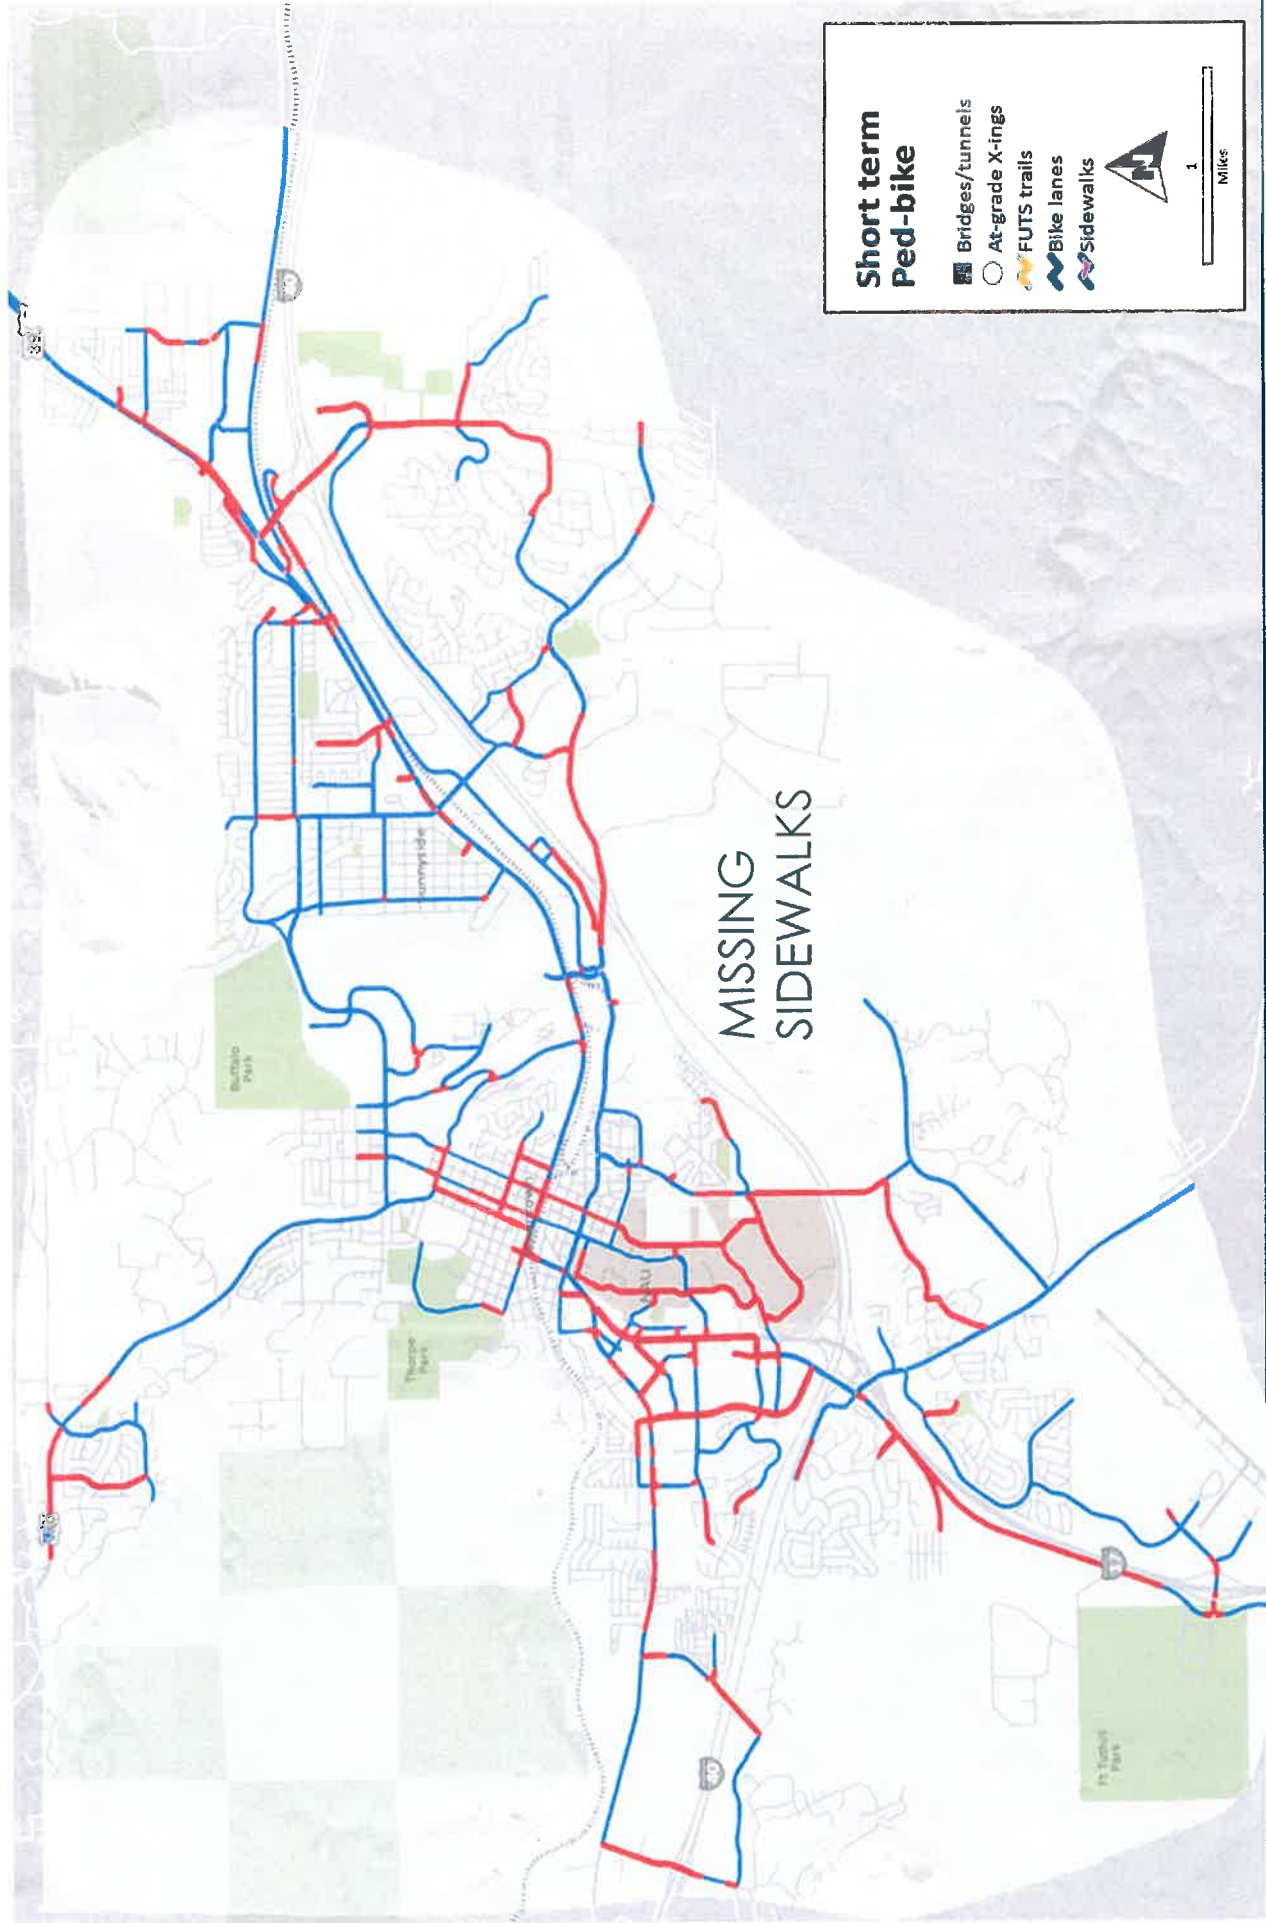 Short term
Ped-bike
Bridges/tunnels
At-grade X-ings
FUTS trails
Bike lanes
Sidewalks
N
1
Miles
MISSING
SIDEWALKS
Buffalo
Park
Sunnyside
Thorpe
Park
NAU
Ft Tuthill
Park